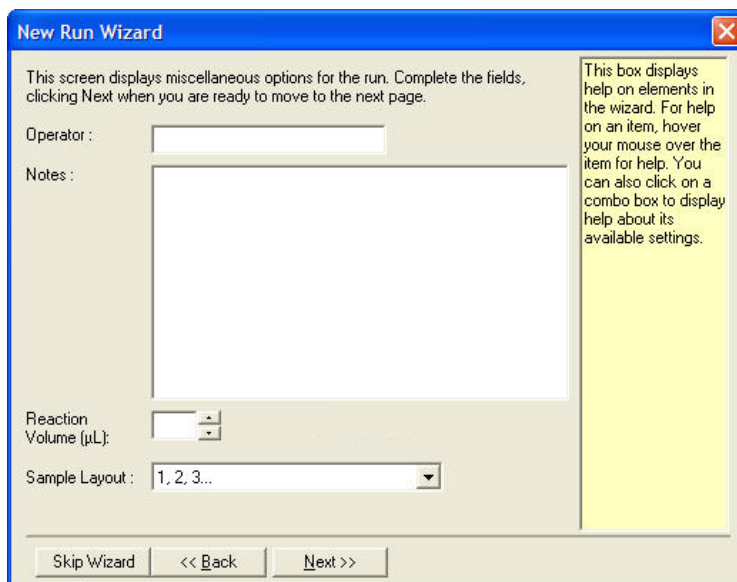 New Run Wizard
This screen displays miscellaneous options for the run. Complete the fields,
clicking Next when you are ready to move to the next page.
Operator :
Notes :
Reaction
Volume (µL):
Sample Layout :
1, 2, 3...
This box displays
help on elements in
the wizard. For help
on an item, hover
your mouse over the
item for help. You
can also click on a
combo box to display
help about its
available settings.
Skip Wizard
<< Back
Next >>